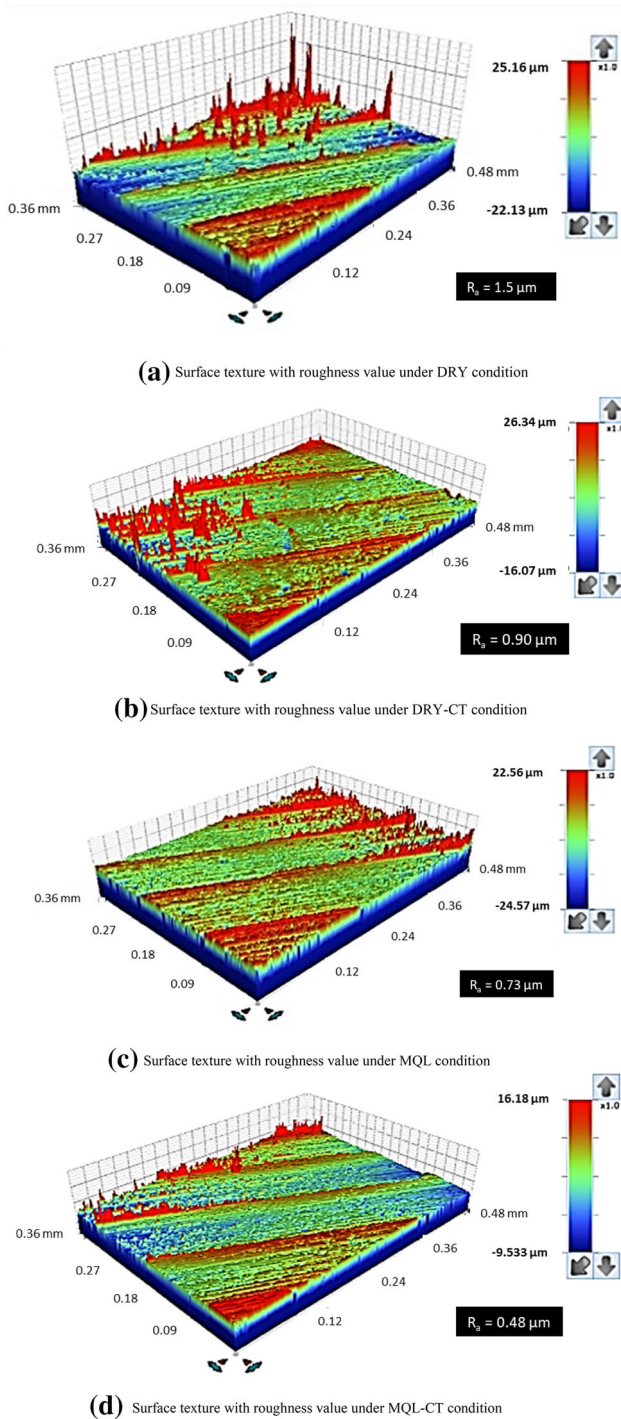 25.16 µm
x1.0
0.48 mm
0.36
0.24
0.12
0.36 mm
0.27
0.18
0.09
-22.13 µm
Ra = 1.5 µm
(a) Surface texture with roughness value under DRY condition
26.34 µm
x1.0
0.48 mm
0.36
0.24
0.12
0.36 mm
0.27
0.18
0.09
-16.07 µm
Ra = 0.90 µm
(b) Surface texture with roughness value under DRY-CT condition
22.56 µm
x1.0
0.48 mm
0.36
0.24
0.12
0.36 mm
0.27
0.18
0.09
-24.57 µm
Ra = 0.73 µm
(c) Surface texture with roughness value under MQL condition
16.18 µm
x1.0
0.48 mm
0.36
0.24
0.12
0.36 mm
0.27
0.18
0.09
-9.533 µm
Ra = 0.48 µm
(d) Surface texture with roughness value under MQL-CT condition